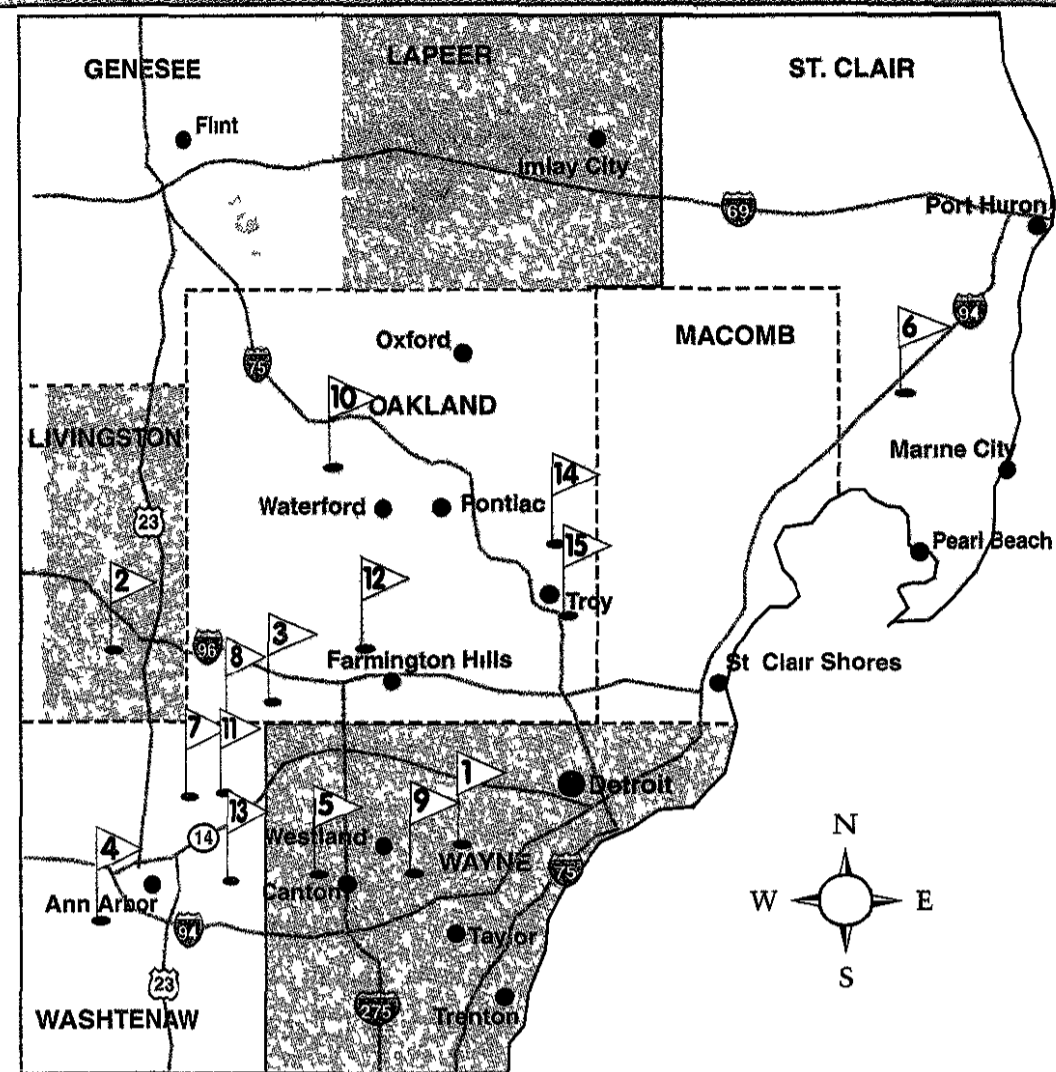 GENESEE
LAPEER
ST. CLAIR
Flint
Imlay City
69
Port Huron
94
6
MACOMB
Oxford
75
10
OAKLAND
LIVINGSTON
Marine City
14
Waterford
Pontiac
23
15
Pearl Beach
2
12
Troy
3
96
8
Farmington Hills
St Clair Shores
7
11
1
Detroit
5
9
13
14
Westland
WAYNE
4
75
N
Ann Arbor
Canton
W
E
94
Taylor
S
23
275
Trenton
WASHTENAW